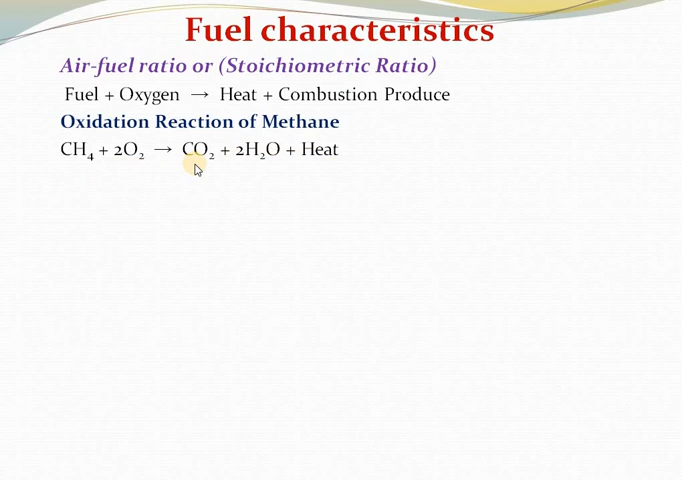 Fuel characteristics
Air-fuel ratio or (Stoichiometric Ratio)
Fuel + Oxygen → Heat + Combustion Produce
Oxidation Reaction of Methane
CH₄ + 2O₂ → CO₂ + 2H₂O + Heat